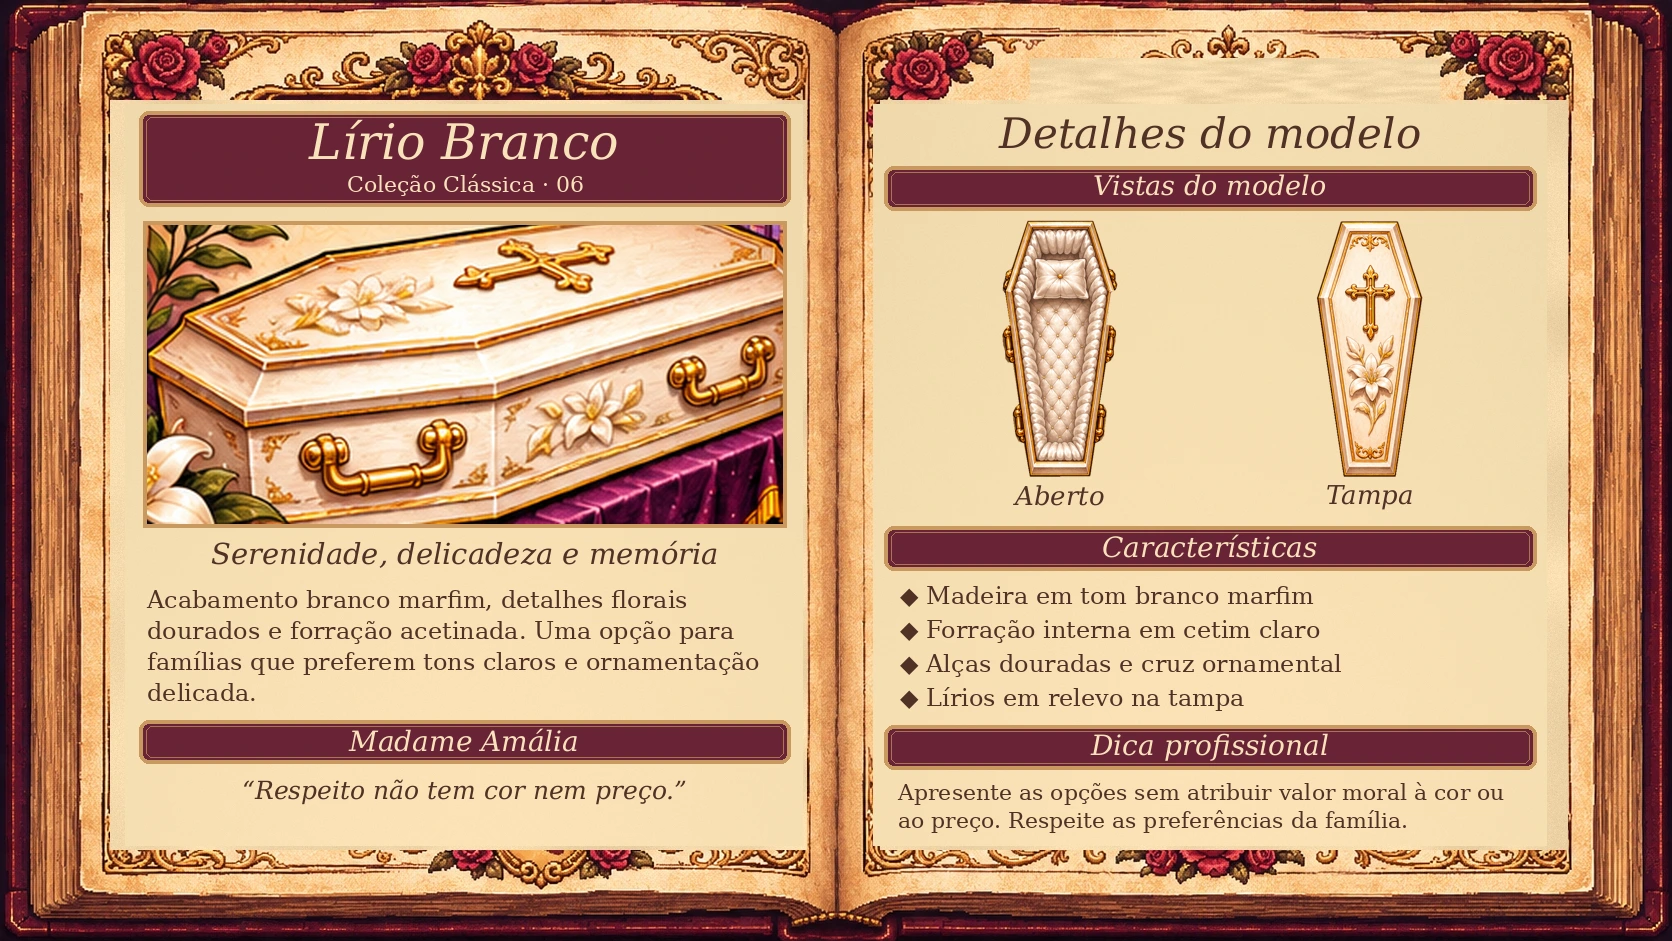 Lírio Branco
Coleção Clássica · 06
Serenidade, delicadeza e memória
Acabamento branco marfim, detalhes florais
dourados e forração acetinada. Uma opção para
famílias que preferem tons claros e ornamentação
delicada.
Madame Amália
“Respeito não tem cor nem preço.”
Detalhes do modelo
Vistas do modelo
Aberto
Tampa
Características
◆ Madeira em tom branco marfim
◆ Forração interna em cetim claro
◆ Alças douradas e cruz ornamental
◆ Lírios em relevo na tampa
Dica profissional
Apresente as opções sem atribuir valor moral à cor ou
ao preço. Respeite as preferências da família.